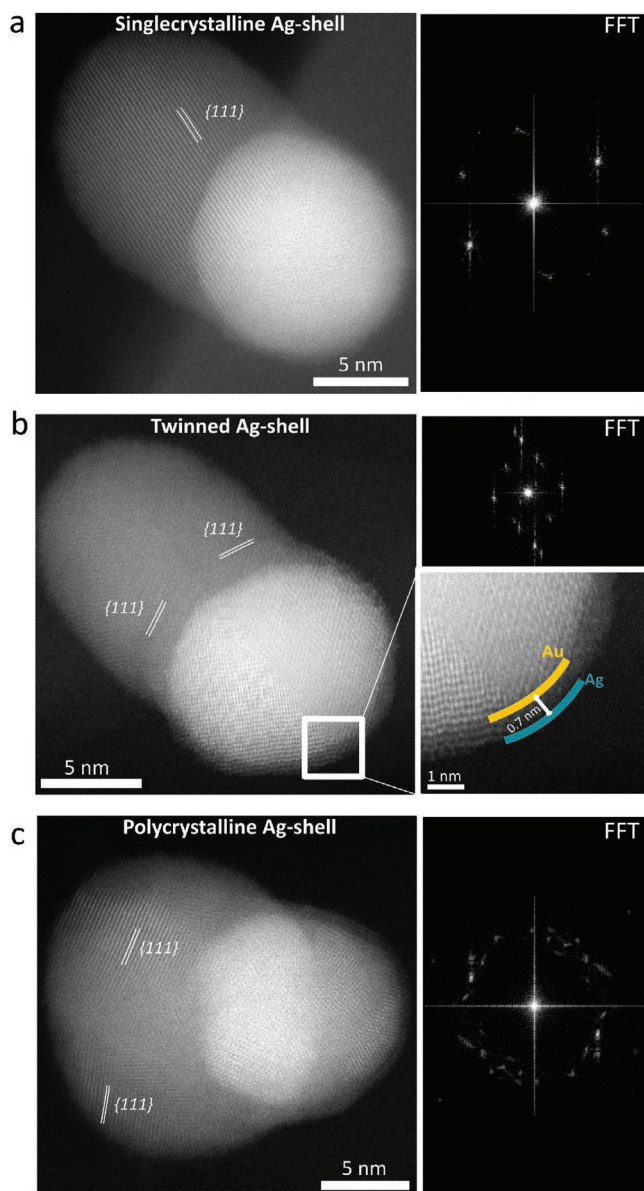 a
Singlecrystalline Ag-shell
FFT
{111}
5 nm
b
Twinned Ag-shell
FFT
{111}
{111}
Au
Ag
0.7 nm
5 nm
1 nm
c
Polycrystalline Ag-shell
FFT
{111}
{111}
5 nm